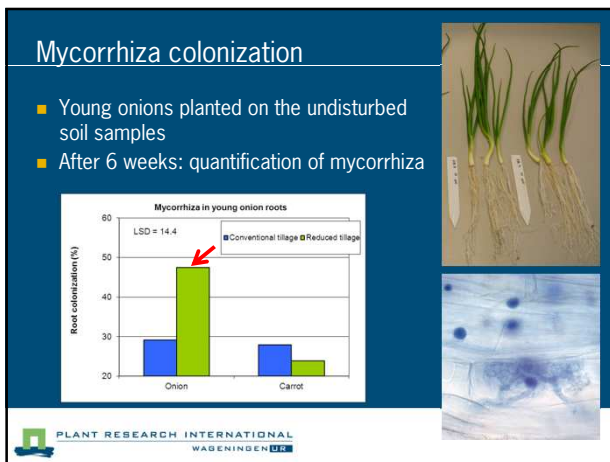 Mycorrhiza colonization
Young onions planted on the undisturbed
soil samples
After 6 weeks: quantification of mycorrhiza
Mycorrhiza in young onion roots
LSD = 14.4
Conventional tillage
Reduced tillage
Root colonization (%)
60
50
40
30
20
Onion
Carrot
PLANT RESEARCH INTERNATIONAL
WAGENINGEN UR